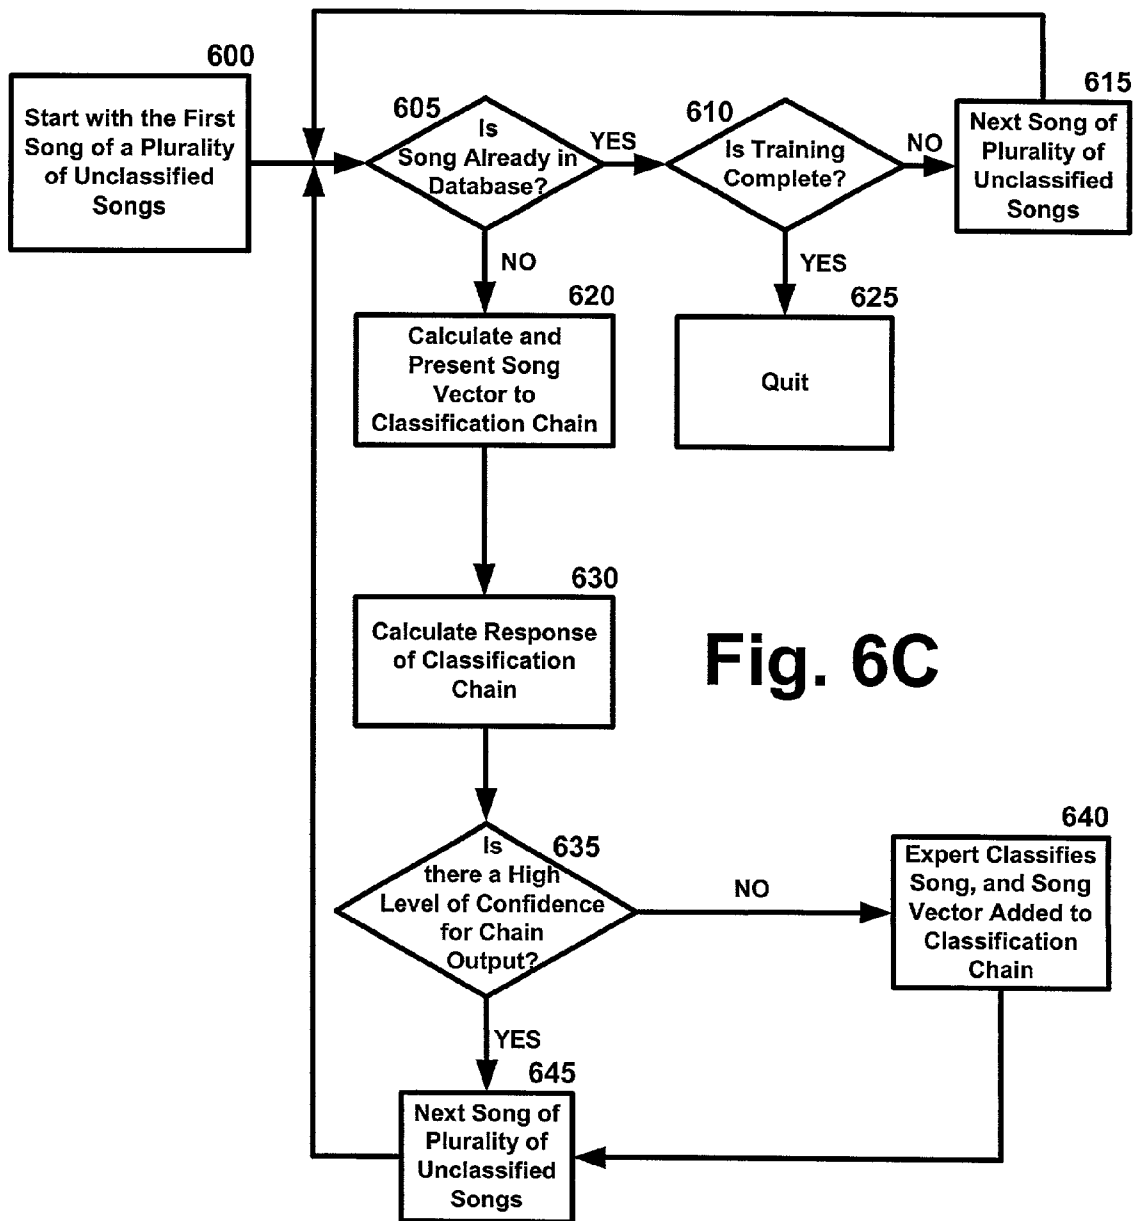 600
Start with the First
Song of a Plurality
of Unclassified
Songs
605
Is
Song Already in
Database?
YES
NO
610
Is Training
Complete?
NO
YES
615
Next Song of
Plurality of
Unclassified
Songs
620
Calculate and
Present Song
Vector to
Classification Chain
625
Quit
630
Calculate Response
of Classification
Chain
Fig. 6C
635
Is
there a High
Level of Confidence
for Chain
Output?
NO
YES
640
Expert Classifies
Song, and Song
Vector Added to
Classification
Chain
645
Next Song of
Plurality of
Unclassified
Songs